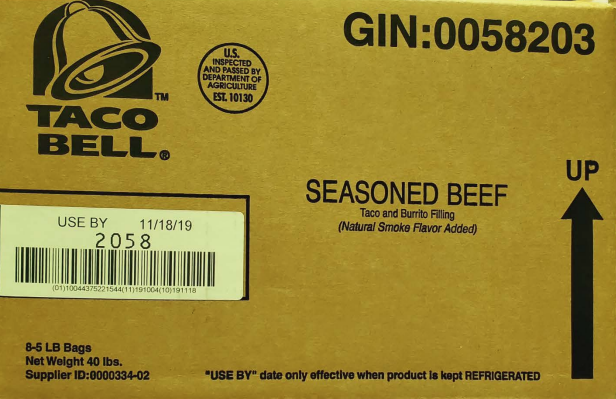 GIN:0058203
TACO
BELL®
TM
U.S.
INSPECTED
AND PASSED BY
DEPARTMENT OF
AGRICULTURE
EST. 10130
UP
SEASONED BEEF
Taco and Burrito Filling
(Natural Smoke Flavor Added)
USE BY 11/18/19
2058
(01)10044375221544(11)191004(10)191118
8-5 LB Bags
Net Weight 40 lbs.
Supplier ID:0000334-02
"USE BY" date only effective when product is kept REFRIGERATED